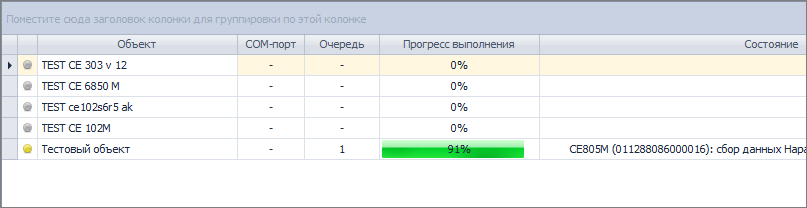 Поместите сюда заголовок колонки для группировки по этой колонке
Объект COM-порт Очередь Прогресс выполнения Состояние
TEST CE 303 v 12 - - 0%
TEST CE 6850 M - - 0%
TEST ce102s6r5 ak - - 0%
TEST CE 102M - - 0%
Тестовый объект - 1 91% CE805M (011288086000016): сбор данных Нара